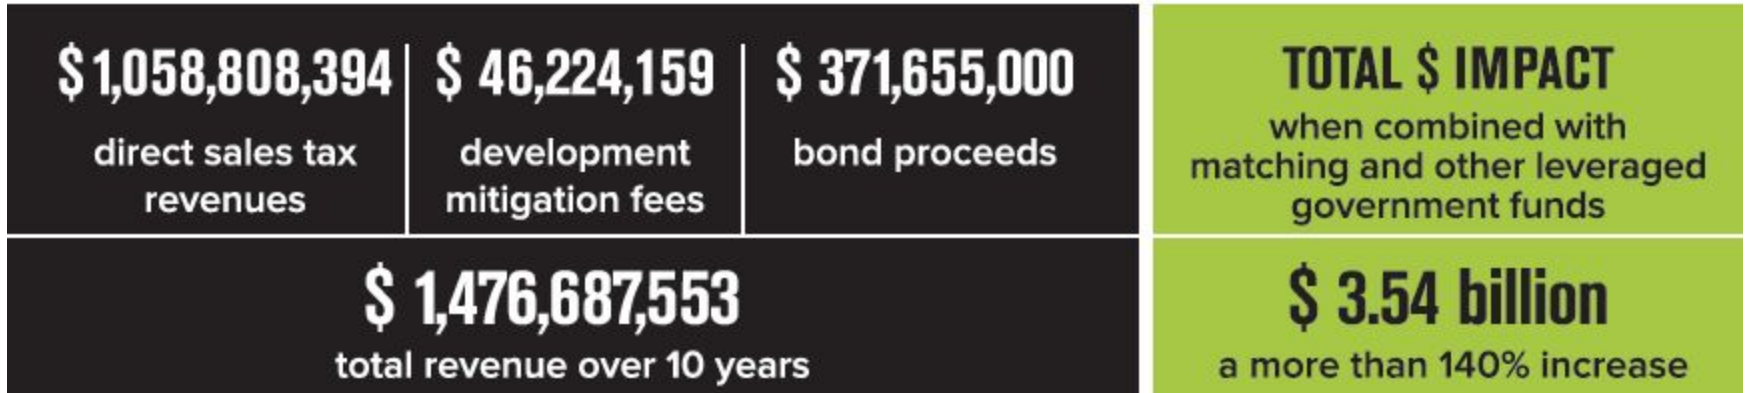 $1,058,808,394
direct sales tax
revenues
$ 46,224,159
development
mitigation fees
$ 371,655,000
bond proceeds
TOTAL $ IMPACT
when combined with
matching and other leveraged
government funds
$ 1,476,687,553
total revenue over 10 years
$ 3.54 billion
a more than 140% increase